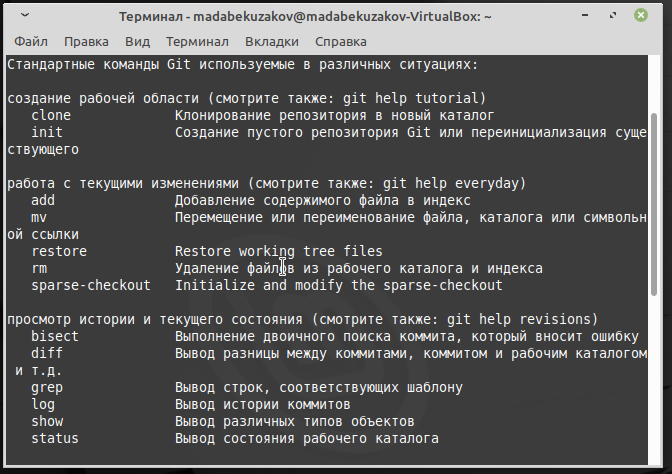 Терминал - madabekuzakov@madabekuzakov-VirtualBox: ~
Файл Правка Вид Терминал Вкладки Справка
Стандартные команды Git используемые в различных ситуациях:
создание рабочей области (смотрите также: git help tutorial)
clone Клонирование репозитория в новый каталог
init Создание пустого репозитория Git или переинициализация суще
ствующего
работа с текущими изменениями (смотрите также: git help everyday)
add Добавление содержимого файла в индекс
mv Перемещение или переименование файла, каталога или символьн
ой ссылки
restore Restore working tree files
rm Удаление файлов из рабочего каталога и индекса
sparse-checkout Initialize and modify the sparse-checkout
просмотр истории и текущего состояния (смотрите также: git help revisions)
bisect Выполнение двоичного поиска коммита, который вносит ошибку
diff Вывод разницы между коммитами, коммитом и рабочим каталогом
и т.д.
grep Вывод строк, соответствующих шаблону
log Вывод истории коммитов
show Вывод различных типов объектов
status Вывод состояния рабочего каталога